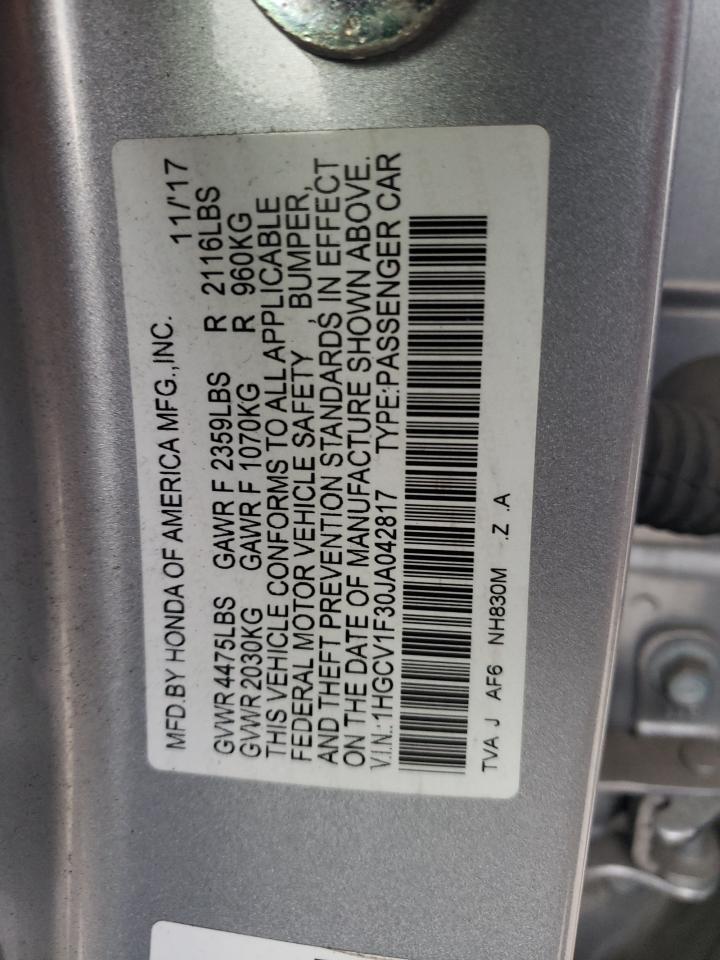 MFD.BY HONDA OF AMERICA MFG.,INC. 11/'17
GVWR 4475LBS GAWR F 2359LBS R 2116LBS
GVWR 2030KG GAWR F 1070KG R 960KG
THIS VEHICLE CONFORMS TO ALL APPLICABLE
FEDERAL MOTOR VEHICLE SAFETY , BUMPER,
AND THEFT PREVENTION STANDARDS IN EFFECT
ON THE DATE OF MANUFACTURE SHOWN ABOVE.
V.I.N.:1HGCV1F30JA042817 TYPE:PASSENGER CAR
TVA J AF6 NH830M .Z .A